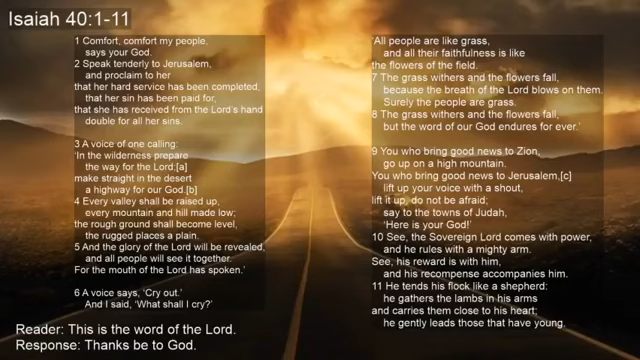 Isaiah 40:1-11
1 Comfort, comfort my people,
says your God.
2 Speak tenderly to Jerusalem,
and proclaim to her
that her hard service has been completed,
that her sin has been paid for,
that she has received from the Lord's hand
double for all her sins.
3 A voice of one calling:
'In the wilderness prepare
the way for the Lord;[a]
make straight in the desert
a highway for our God.[b]
4 Every valley shall be raised up,
every mountain and hill made low;
the rough ground shall become level,
the rugged places a plain.
5 And the glory of the Lord will be revealed,
and all people will see it together.
For the mouth of the Lord has spoken.'
6 A voice says, 'Cry out.'
And I said, 'What shall I cry?'
'All people are like grass,
and all their faithfulness is like
the flowers of the field.
7 The grass withers and the flowers fall,
because the breath of the Lord blows on them.
Surely the people are grass.
8 The grass withers and the flowers fall,
but the word of our God endures for ever.'
9 You who bring good news to Zion,
go up on a high mountain.
You who bring good news to Jerusalem,[c]
lift up your voice with a shout,
lift it up, do not be afraid;
say to the towns of Judah,
'Here is your God!'
10 See, the Sovereign Lord comes with power,
and he rules with a mighty arm.
See, his reward is with him,
and his recompense accompanies him.
11 He tends his flock like a shepherd:
he gathers the lambs in his arms
and carries them close to his heart;
he gently leads those that have young.
Reader: This is the word of the Lord.
Response: Thanks be to God.